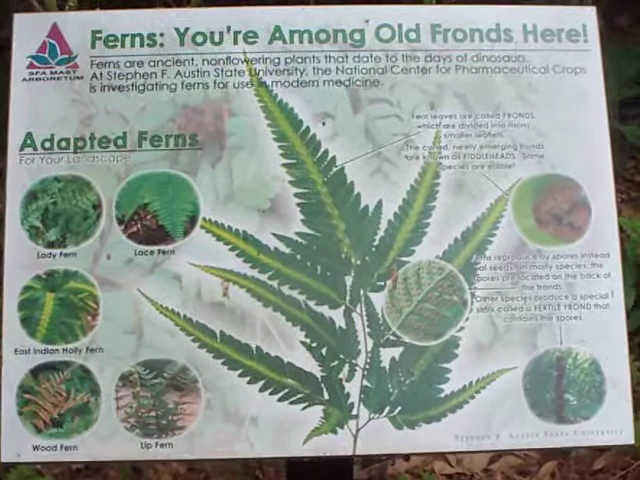 Ferns: You're Among Old Fronds Here!
SFA MAST
ARBORETUM
Ferns are ancient, nonflowering plants that date to the days of dinosaurs.
At Stephen F. Austin State University, the National Center for Pharmaceutical Crops
is investigating ferns for use in modern medicine.
Adapted Ferns
For Your Landscape
Fern leaves are called FRONDS,
which are divided into many
smaller leaflets.
The curled, newly emerging fronds
are known as FIDDLEHEADS. Some
species are edible!
Lady Fern
Lace Fern
East Indian Holly Fern
Wood Fern
Lip Fern
Ferns reproduce by spores instead
of seeds. On many species, the
spores are located on the back of
the fronds.
Other species produce a special
stalk called a FERTILE FROND that
contains the spores.
STEPHEN F. AUSTIN STATE UNIVERSITY